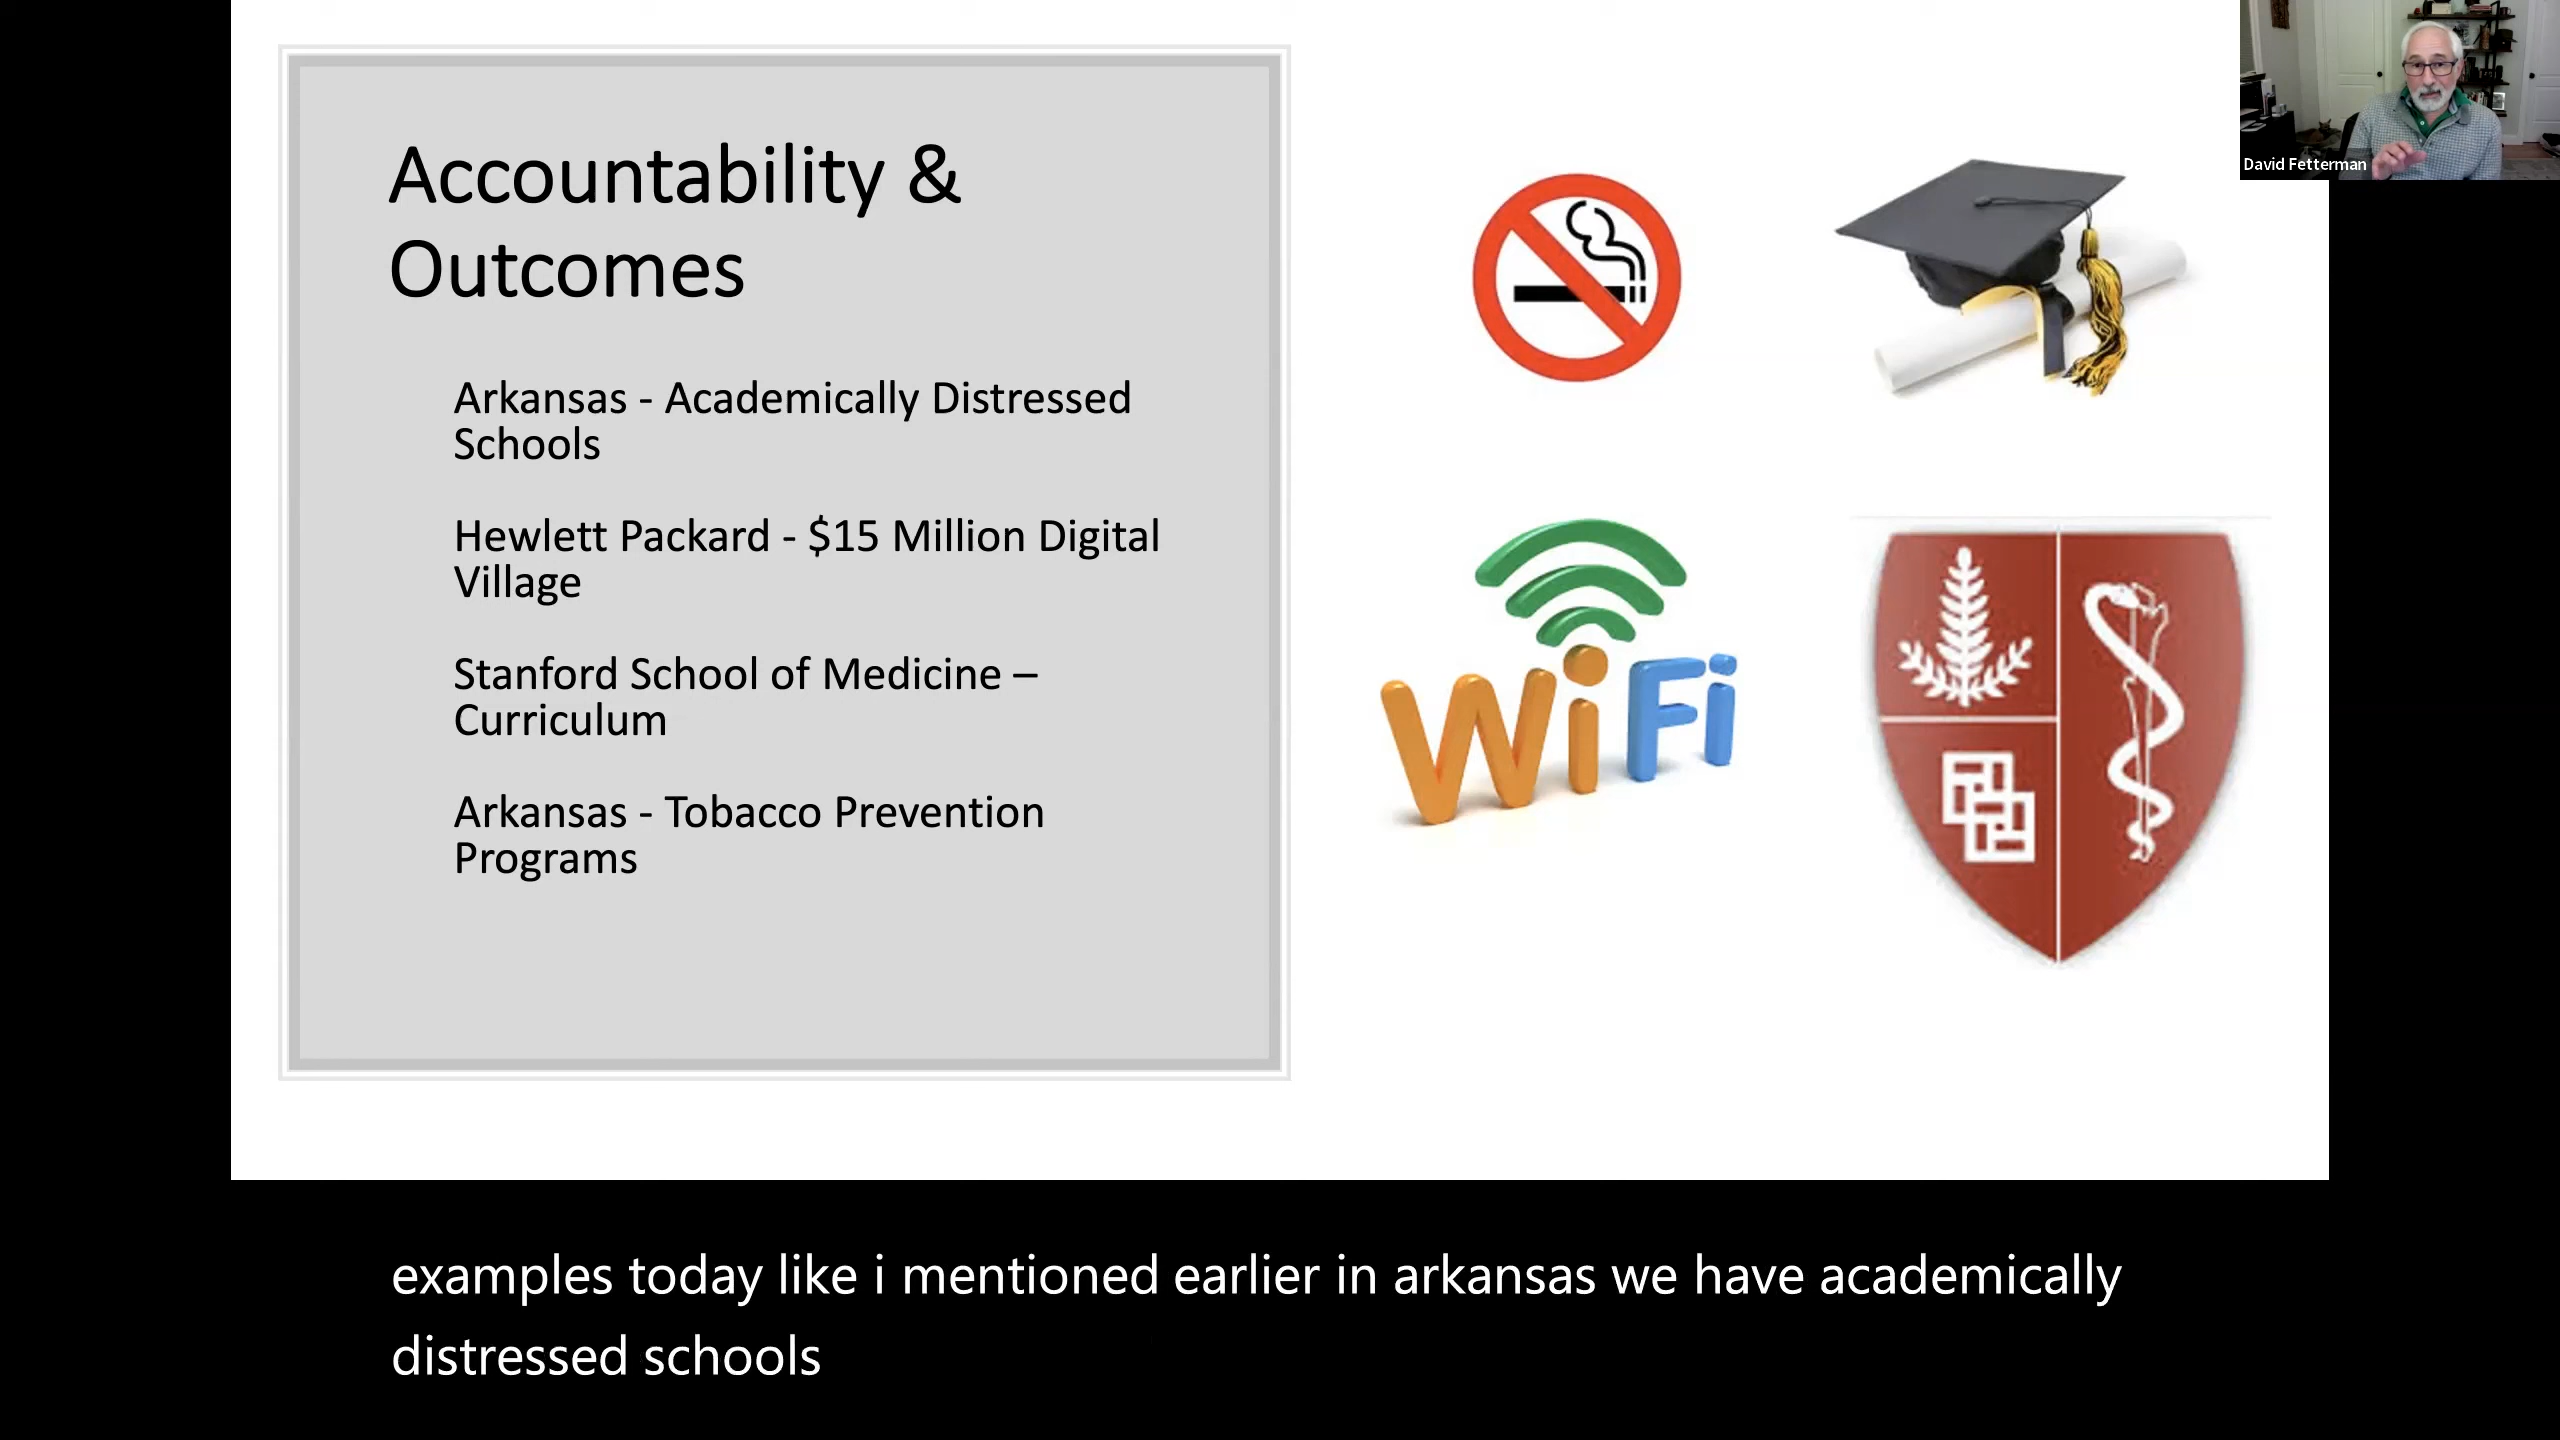 Accountability &
Outcomes
Arkansas - Academically Distressed
Schools
Hewlett Packard - $15 Million Digital
Village
Stanford School of Medicine –
Curriculum
Arkansas - Tobacco Prevention
Programs
WiFi
David Fetterman
examples today like i mentioned earlier in arkansas we have academically
distressed schools